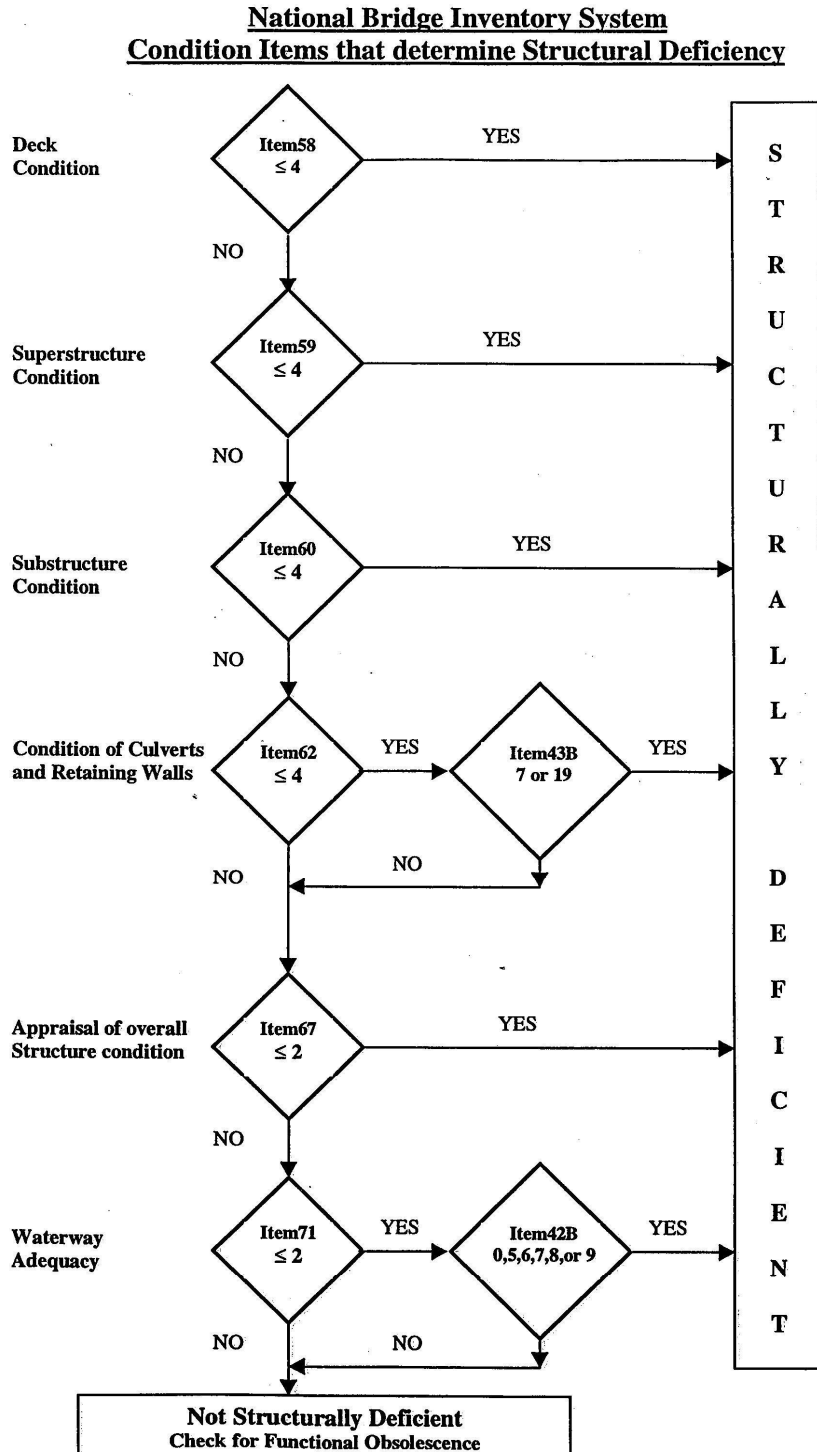 National Bridge Inventory System
Condition Items that determine Structural Deficiency
Deck
Condition
Item58
≤ 4
YES
NO
Superstructure
Condition
Item59
≤ 4
YES
NO
Substructure
Condition
Item60
≤ 4
YES
NO
Condition of Culverts
and Retaining Walls
Item62
≤ 4
YES
Item43B
7 or 19
YES
NO
NO
Appraisal of overall
Structure condition
Item67
≤ 2
YES
NO
Waterway
Adequacy
Item71
≤ 2
YES
Item42B
0,5,6,7,8,or 9
YES
NO
NO
Not Structurally Deficient
Check for Functional Obsolescence
S
T
R
U
C
T
U
R
A
L
L
Y
D
E
F
I
C
I
E
N
T